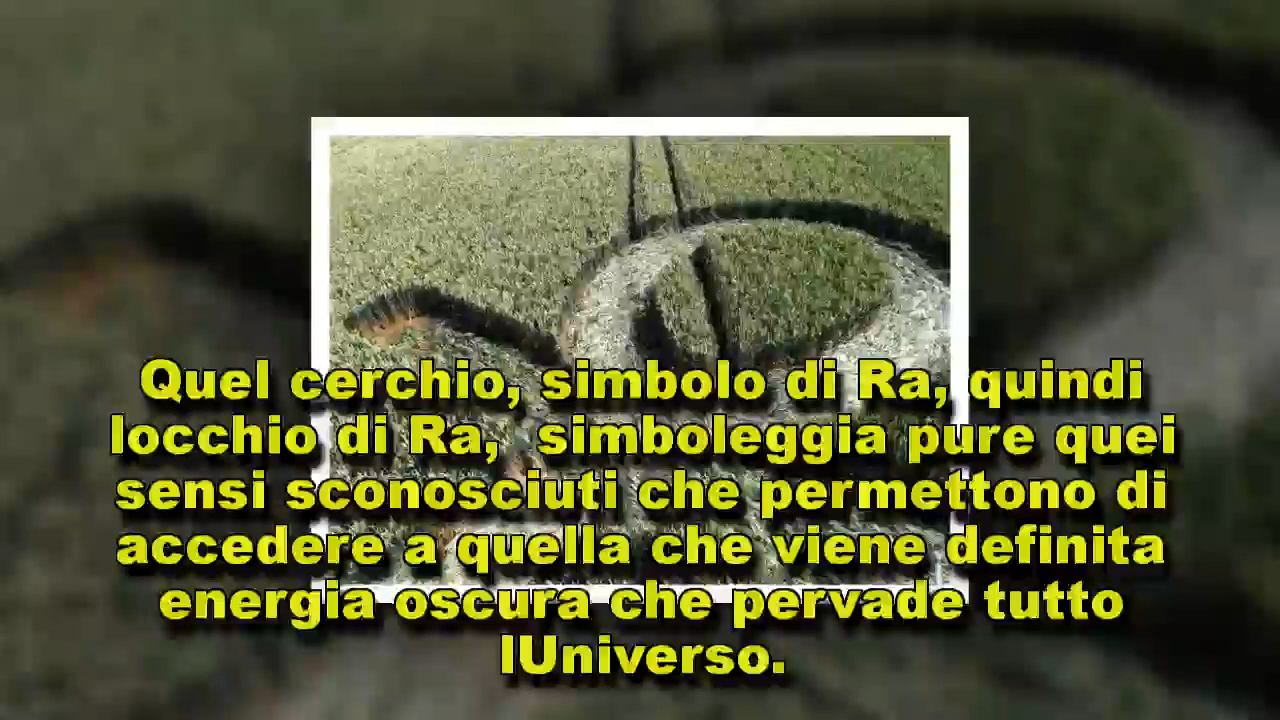 Quel cerchio, simbolo di Ra, quindi
locchio di Ra,  simboleggia pure quei
sensi sconosciuti che permettono di
accedere a quella che viene definita
energia oscura che pervade tutto
lUniverso.